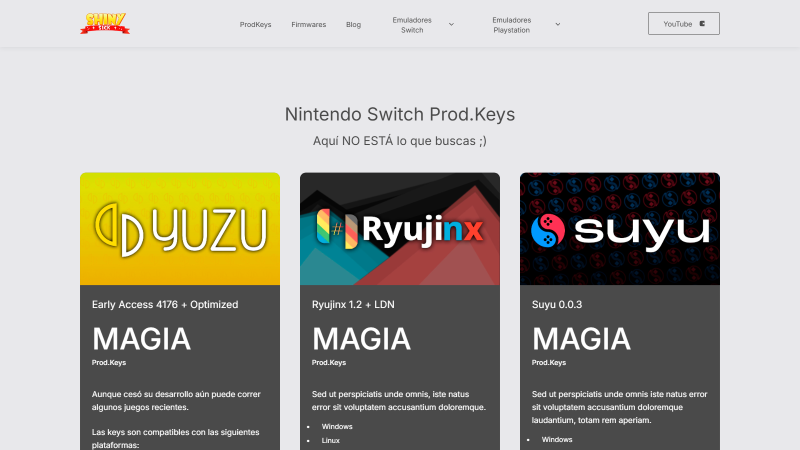 SHINY
STICK
ProdKeys
Firmwares
Blog
Emuladores
Switch
Emuladores
Playstation
YouTube
Nintendo Switch Prod.Keys
Aquí NO ESTÁ lo que buscas ;)
YUZU
Ryujinx
suyu
Early Access 4176 + Optimized
MAGIA
Prod.Keys
Aunque cesó su desarrollo aún puede correr
algunos juegos recientes.
Las keys son compatibles con las siguientes
plataformas:
Ryujinx 1.2 + LDN
MAGIA
Prod.Keys
Sed ut perspiciatis unde omnis, iste natus
error sit voluptatem accusantium doloremque.
Windows
Linux
Suyu 0.0.3
MAGIA
Prod.Keys
Sed ut perspiciatis unde omnis iste natus error
sit voluptatem accusantium doloremque
laudantium, totam rem aperiam.
Windows